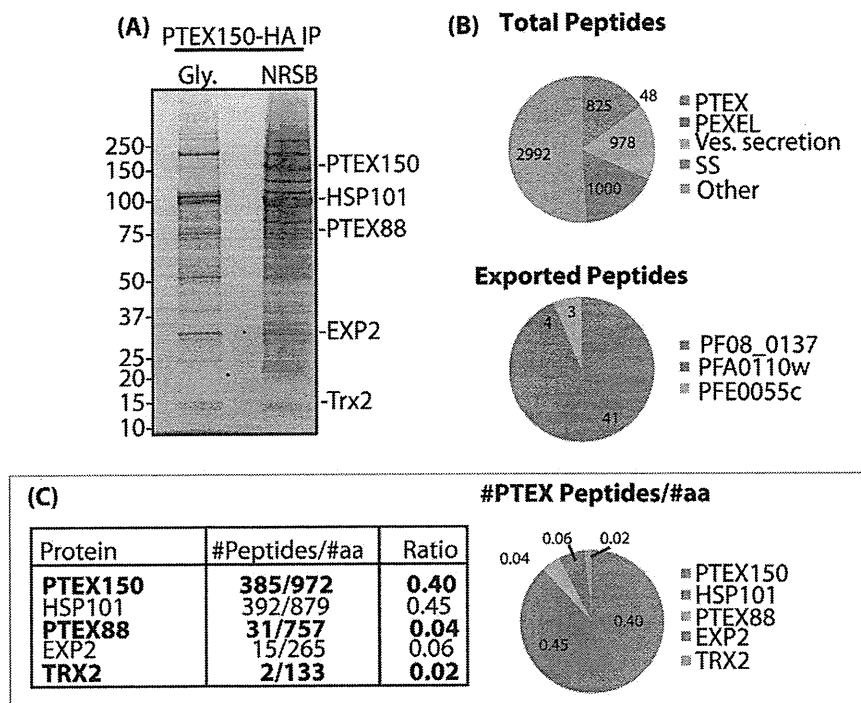 (A)
PTEX150-HA IP
Gly. NRSB
250-
150-
100-
75-
50-
37-
25-
20-
15-
10-
-PTEX150
-HSP101
-PTEX88
-EXP2
-Trx2
(B) Total Peptides
825
48
978
1000
2992
PTEX
PEXEL
Ves. secretion
SS
Other
Exported Peptides
4
3
41
PF08_0137
PFA0110w
PFE0055c
(C)
Protein #Peptides/#aa Ratio
PTEX150 385/972 0.40
HSP101 392/879 0.45
PTEX88 31/757 0.04
EXP2 15/265 0.06
TRX2 2/133 0.02
#PTEX Peptides/#aa
0.04
0.06
0.02
0.45
0.40
PTEX150
HSP101
PTEX88
EXP2
TRX2